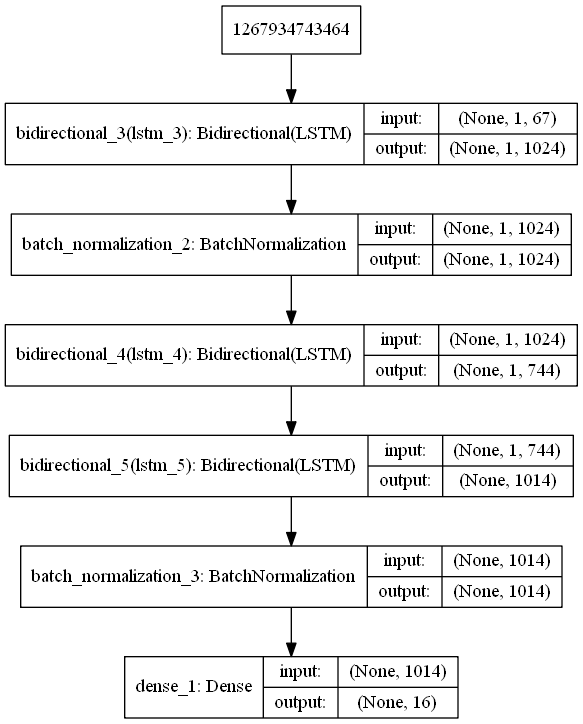 1267934743464
bidirectional_3(lstm_3): Bidirectional(LSTM)
input: (None, 1, 67)
output: (None, 1, 1024)
batch_normalization_2: BatchNormalization
input: (None, 1, 1024)
output: (None, 1, 1024)
bidirectional_4(lstm_4): Bidirectional(LSTM)
input: (None, 1, 1024)
output: (None, 1, 744)
bidirectional_5(lstm_5): Bidirectional(LSTM)
input: (None, 1, 744)
output: (None, 1014)
batch_normalization_3: BatchNormalization
input: (None, 1014)
output: (None, 1014)
dense_1: Dense
input: (None, 1014)
output: (None, 16)